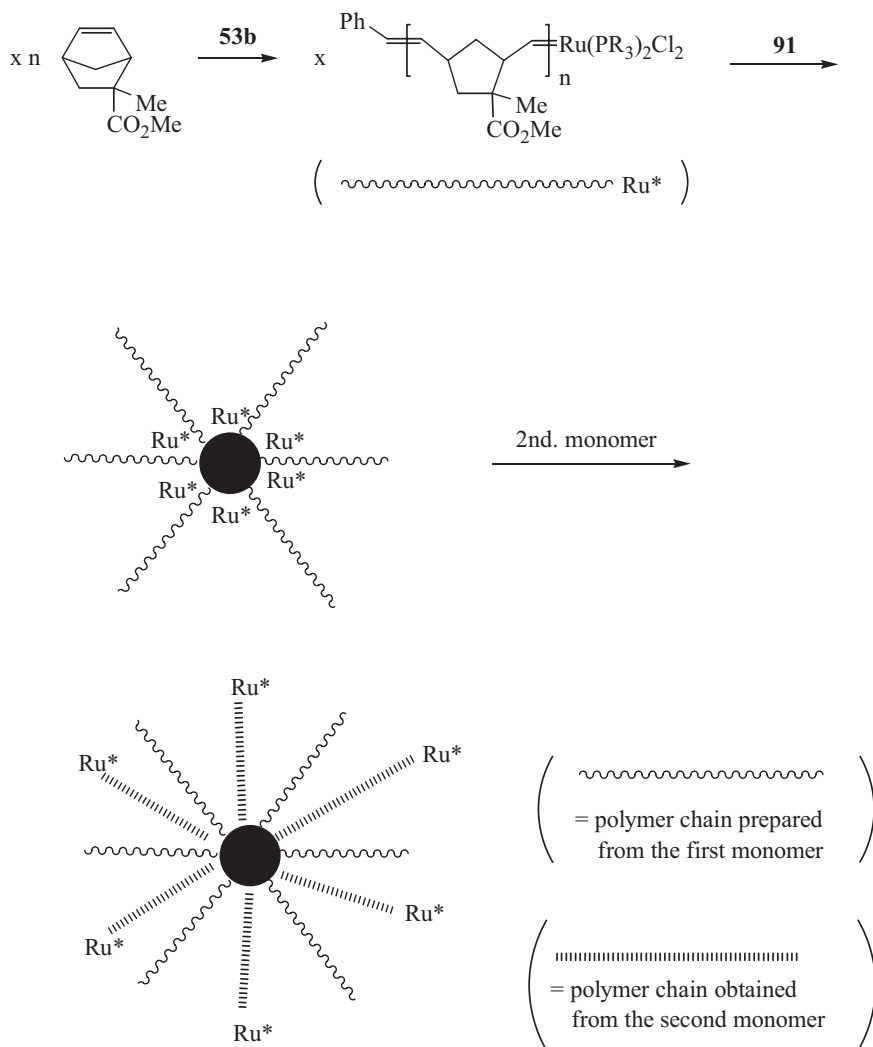 x n
53b
Me
CO₂Me
x
Ph
Ru(PR₃)₂Cl₂
n
Me
CO₂Me
91
( Ru* )
Ru*
Ru* Ru*
Ru* Ru*
Ru*
2nd. monomer
Ru*
Ru* Ru*
Ru* Ru*
Ru*
= polymer chain prepared
from the first monomer
= polymer chain obtained
from the second monomer